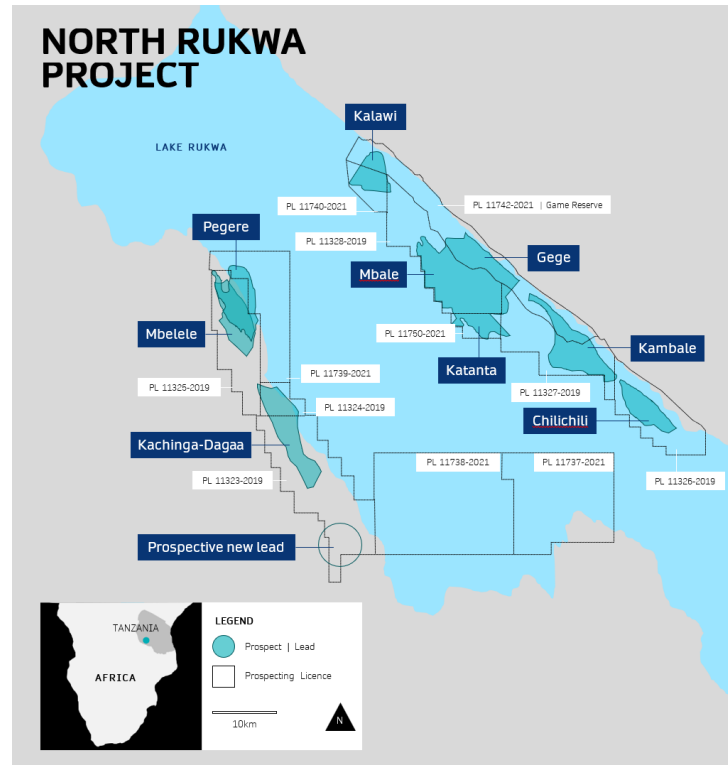 NORTH RUKWA
PROJECT
Kalawi
LAKE RUKWA
PL 11740-2021
PL 11742-2021 | Game Reserve
Pegere
PL 11328-2019
Gege
Mbale
Mbelele
PL 11750-2021
Kambale
Katanta
PL 11739-2021
PL 11325-2019
PL 11327-2019
PL 11324-2019
Chilichili
Kachinga-Dagaa
PL 11738-2021
PL 11737-2021
PL 11323-2019
PL 11326-2019
Prospective new lead
TANZANIA
AFRICA
LEGEND
Prospect | Lead
Prospecting Licence
10km
N